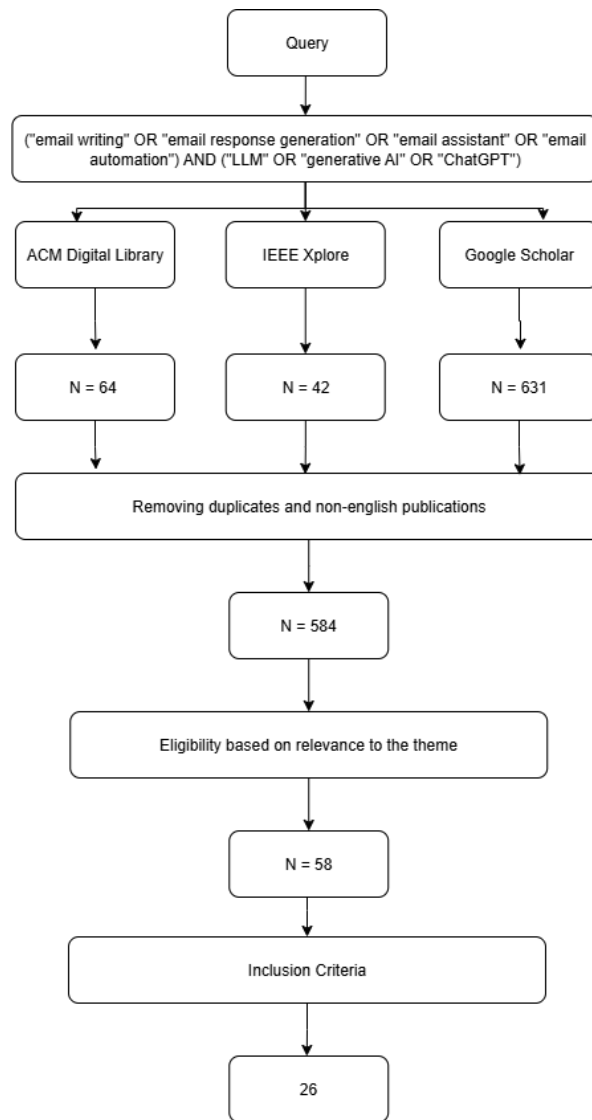 Query
("email writing" OR "email response generation" OR "email assistant" OR "email
automation") AND ("LLM" OR "generative AI" OR "ChatGPT")
ACM Digital Library
IEEE Xplore
Google Scholar
N = 64
N = 42
N = 631
Removing duplicates and non-english publications
N = 584
Eligibility based on relevance to the theme
N = 58
Inclusion Criteria
26